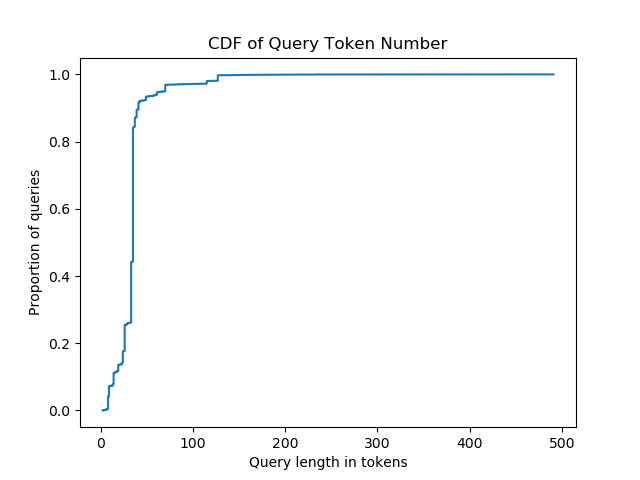 CDF of Query Token Number
1.0
0.8
0.6
0.4
0.2
0.0
Proportion of queries
0 100 200 300 400 500
Query length in tokens